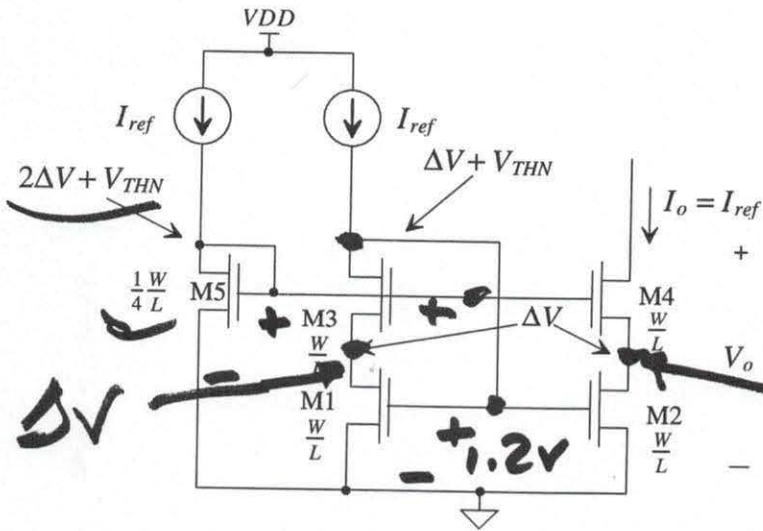 VDD
I_ref
I_ref
2ΔV + V_THN
ΔV + V_THN
I_o = I_ref
+
1/4 W/L
M5
+
M3
W/L
+
ΔV
M4
W/L
V_o
-
ΔV
M1
W/L
+1.2V
-
M2
W/L
-